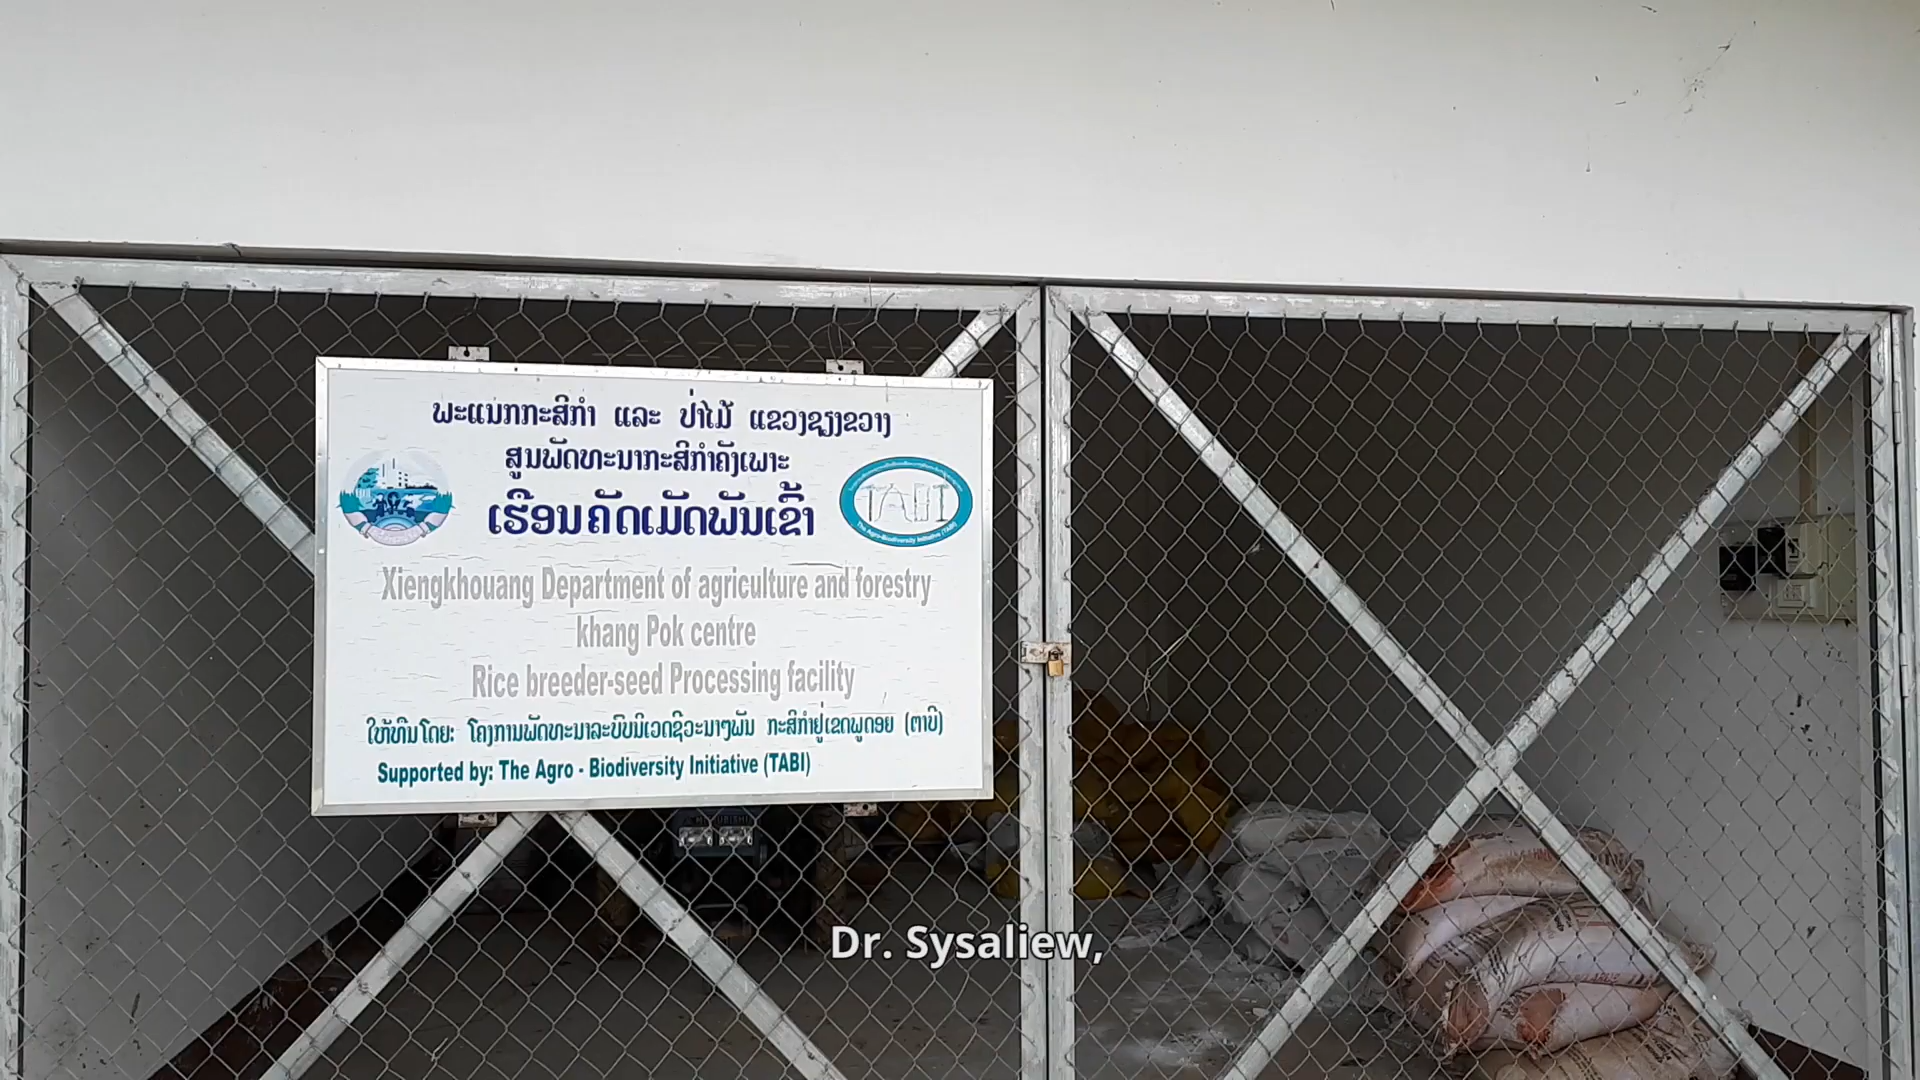 ພະແນກກະສິກຳ ແລະ ປ່າໄມ້ ແຂວງຊຽງຂວາງ
ສູນພັດທະນາກະສິກຳຄັງເພາະ
ເຮືອນຄັດເມັດພັນເຂົ້າ
TABI
The Agro-Biodiversity Initiative (TABI)
Xiengkhouang Department of agriculture and forestry
khang Pok centre
Rice breeder-seed Processing facility
ໃຫ້ທຶນໂດຍ: ໂຄງການພັດທະນາລະບົບນິເວດຊີວະນາໆພັນ ກະສິກຳຢູ່ເຂດພູດອຍ (ຕາບີ)
Supported by: The Agro - Biodiversity Initiative (TABI)
MITSUBISHI
Dr. Sysaliew,